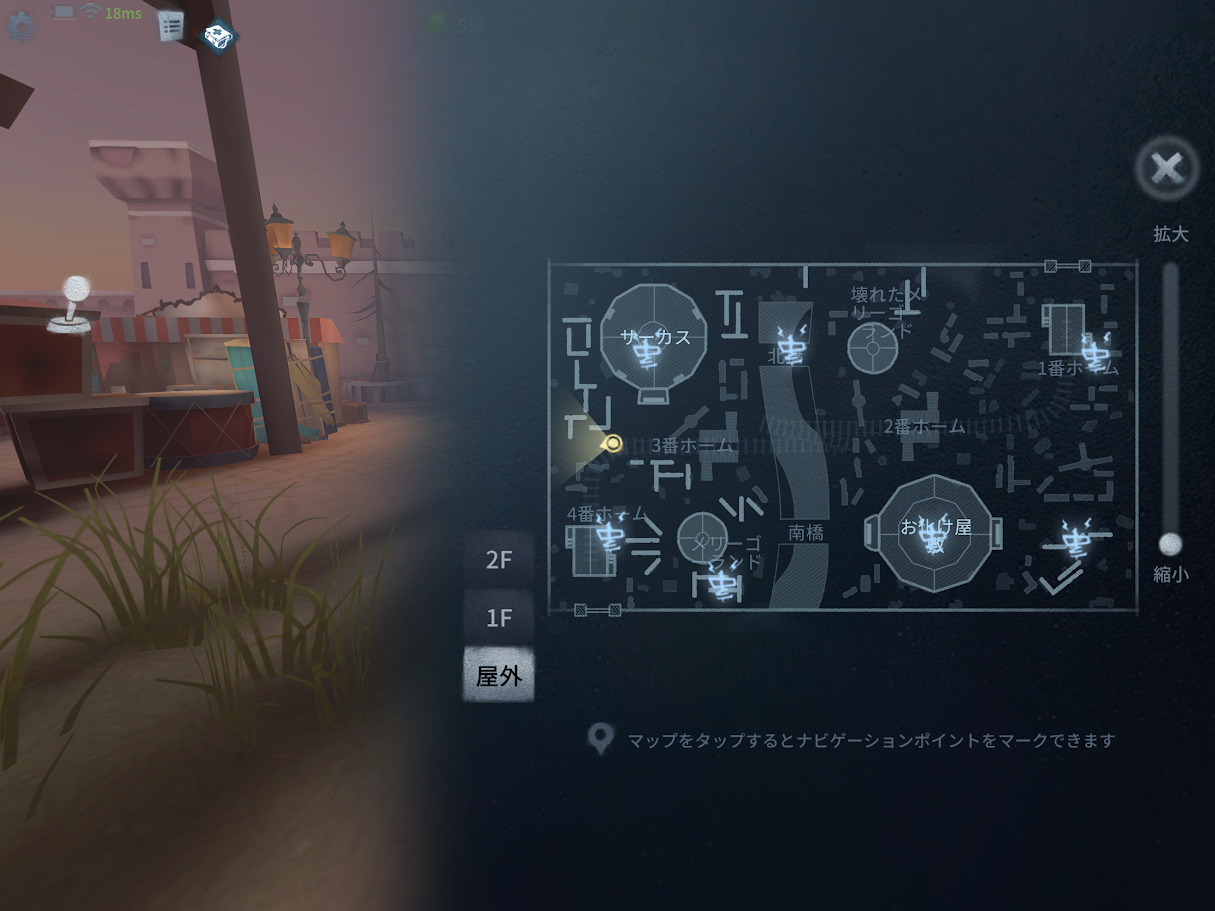 18ms
5個
拡大
壊れたメ
リーゴー
ランド
サーカス
北橋
1番ホーム
2番ホーム
3番ホーム
4番ホーム
お化け屋
敷
南橋
メリーゴ
ーランド
2F
縮小
1F
屋外
マップをタップするとナビゲーションポイントをマークできます